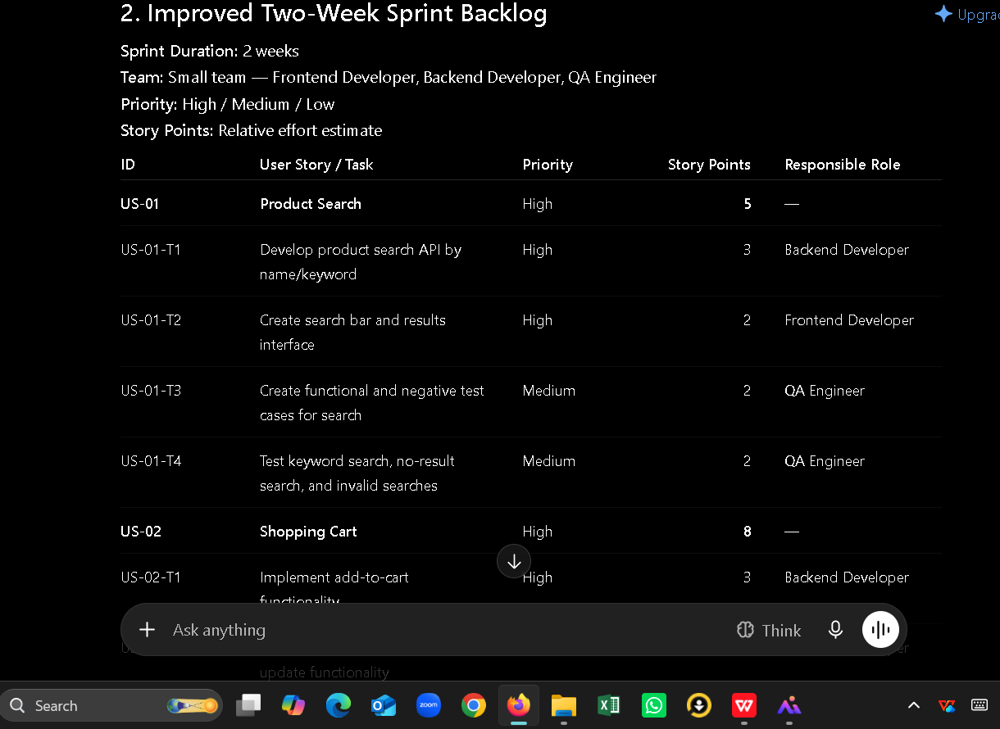 2. Improved Two-Week Sprint Backlog
Upgrad
Sprint Duration: 2 weeks
Team: Small team — Frontend Developer, Backend Developer, QA Engineer
Priority: High / Medium / Low
Story Points: Relative effort estimate
ID User Story / Task Priority Story Points Responsible Role
US-01 Product Search High 5 —
US-01-T1 Develop product search API by High 3 Backend Developer
name/keyword
US-01-T2 Create search bar and results High 2 Frontend Developer
interface
US-01-T3 Create functional and negative test Medium 2 QA Engineer
cases for search
US-01-T4 Test keyword search, no-result Medium 2 QA Engineer
search, and invalid searches
US-02 Shopping Cart High 8 —
US-02-T1 Implement add-to-cart High 3 Backend Developer
functionality
Ask anything Think
update functionality
Search zoom